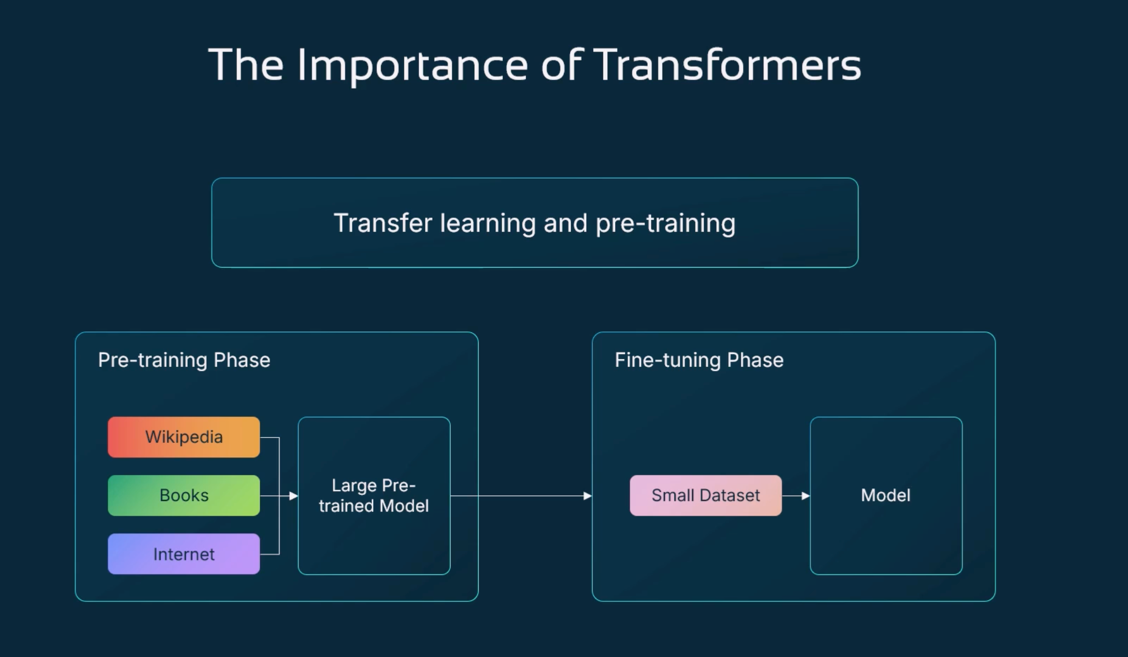 The Importance of Transformers
Transfer learning and pre-training
Pre-training Phase
Wikipedia
Books
Internet
Large Pre-
trained Model
Fine-tuning Phase
Small Dataset
Model